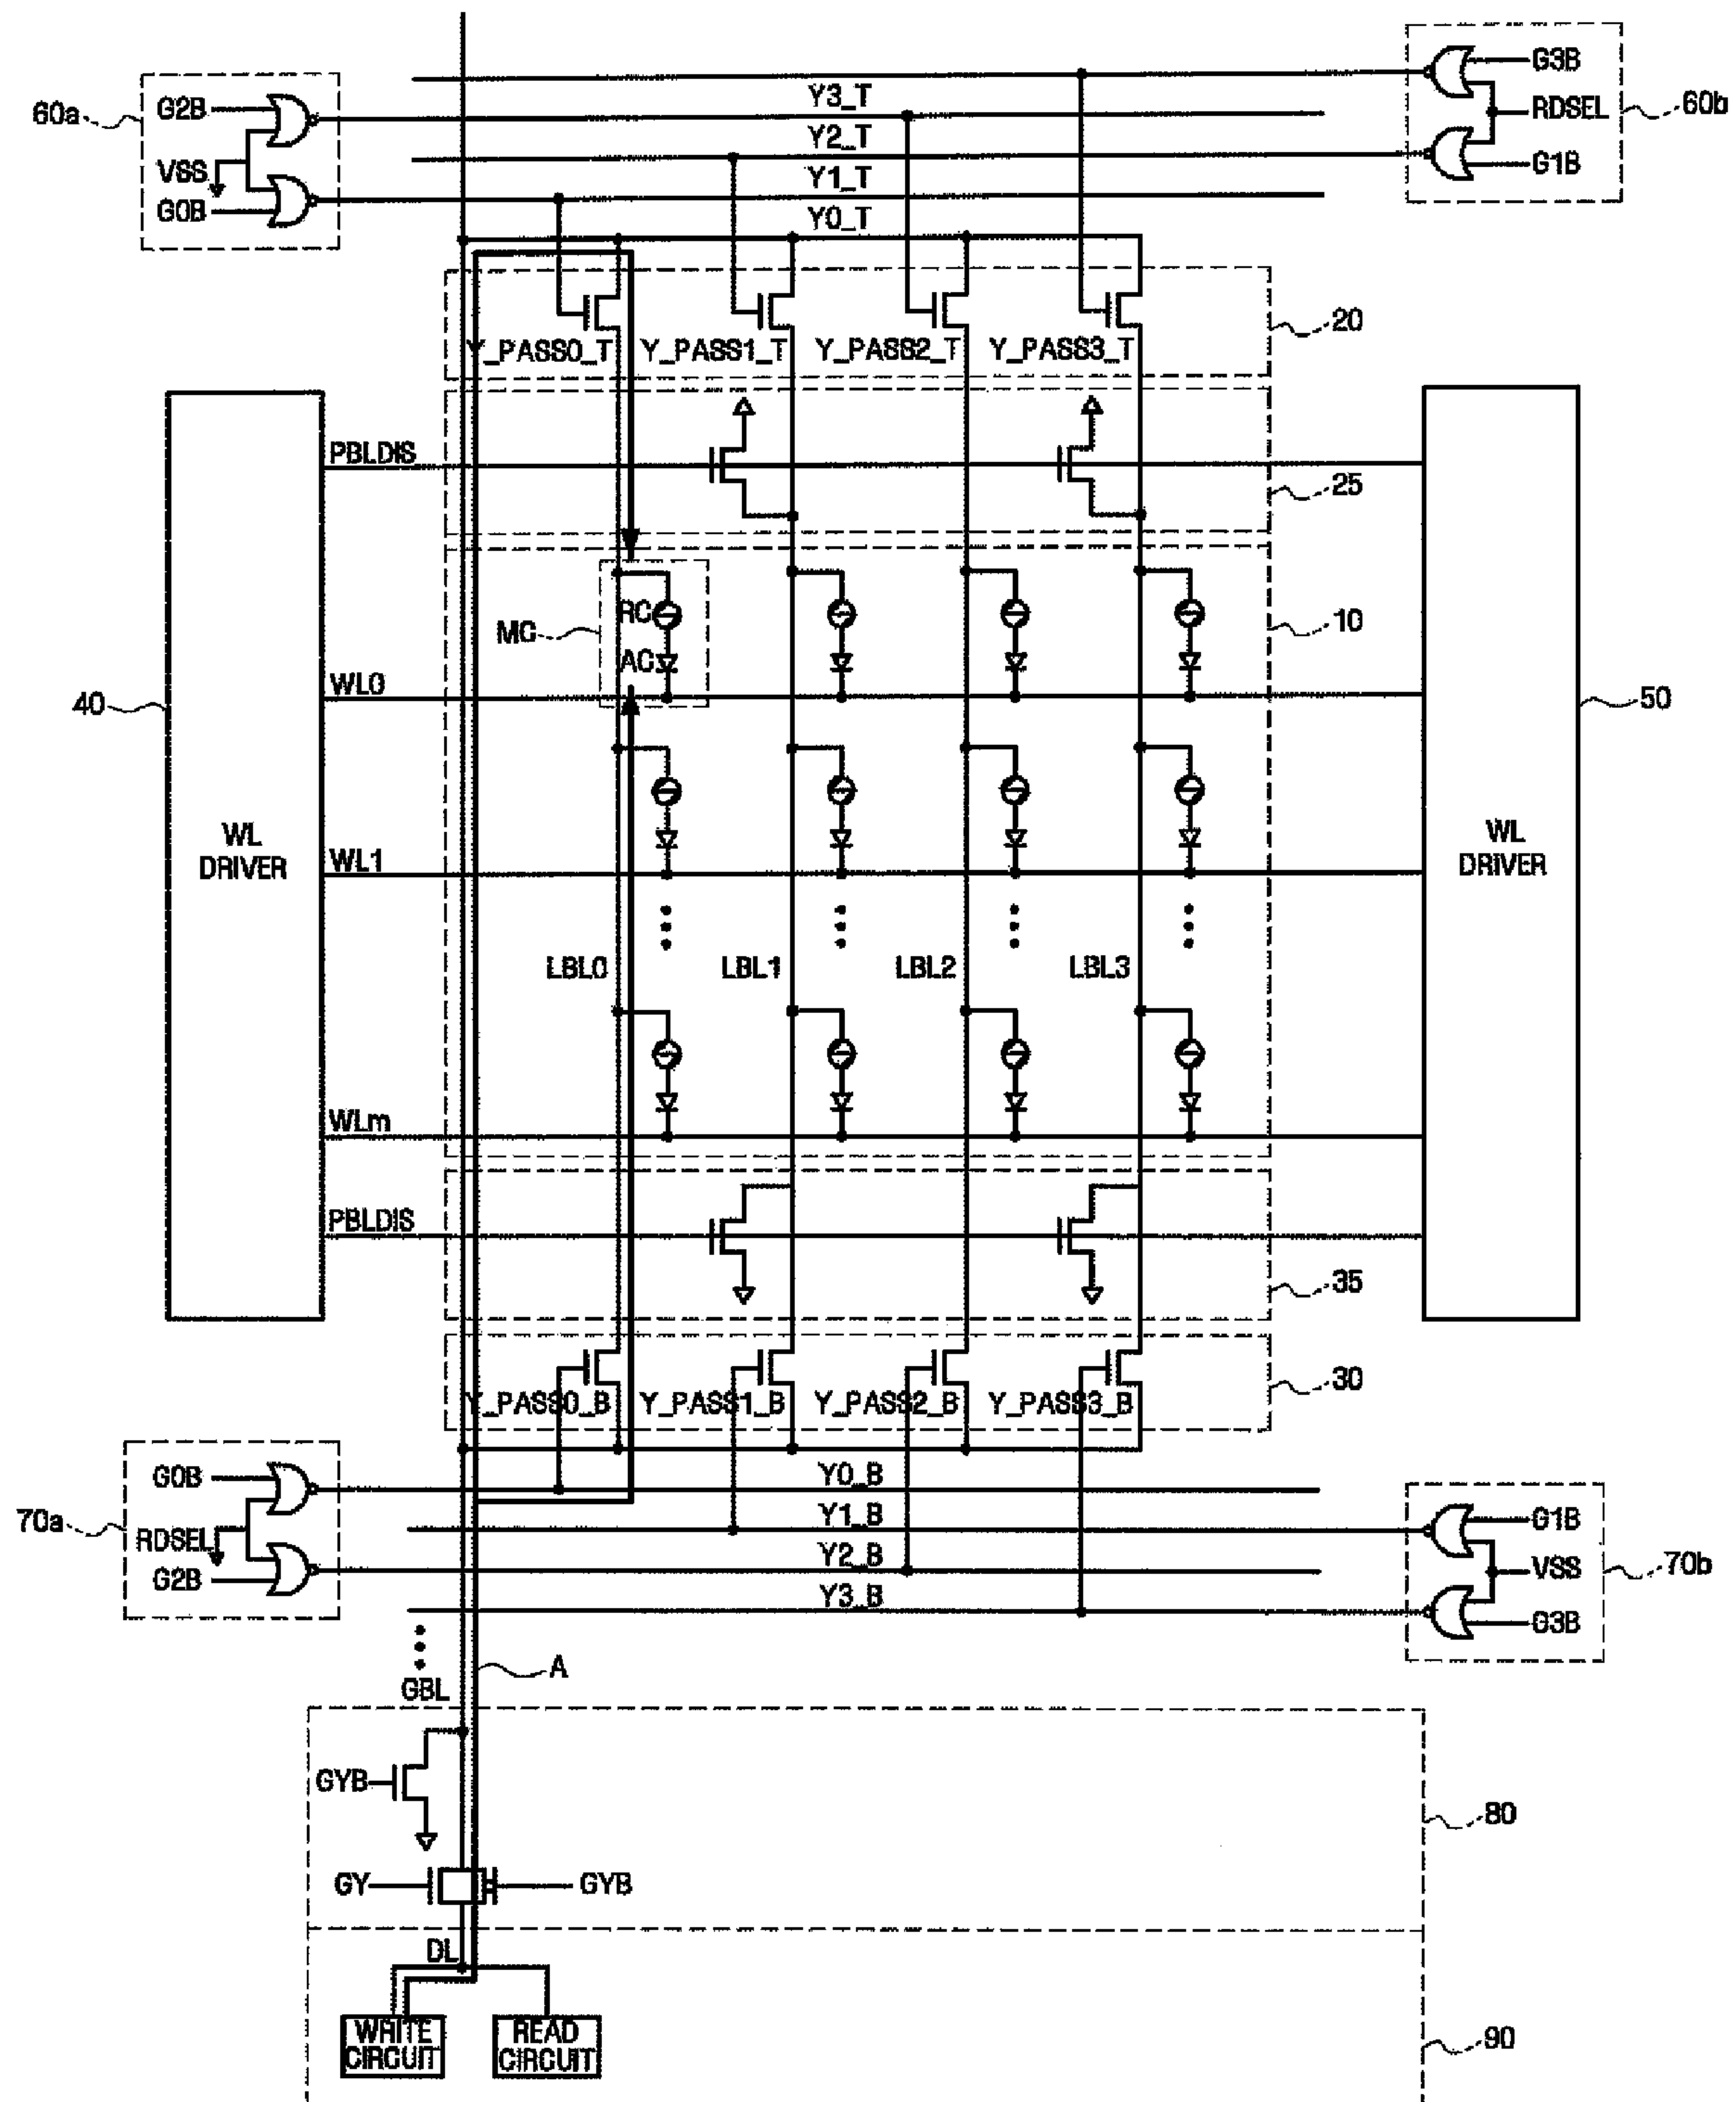 G3B
60a
G2B
Y3_T
RDSEL
60b
VSS
Y2_T
G1B
G0B
Y1_T
Y0_T
20
Y_PASS0_T
Y_PASS1_T
Y_PASS2_T
Y_PASS3_T
PBLDIS
25
MC
RC
10
AC
40
WL0
50
WL
DRIVER
WL1
WL
DRIVER
LBL0
LBL1
LBL2
LBL3
WLm
PBLDIS
35
Y_PASS0_B
Y_PASS1_B
Y_PASS2_B
Y_PASS3_B
30
G0B
Y0_B
70a
RDSEL
Y1_B
G1B
G2B
Y2_B
VSS
70b
Y3_B
G3B
A
GBL
GYB
80
GY
GYB
DL
WRITE
CIRCUIT
READ
CIRCUIT
90